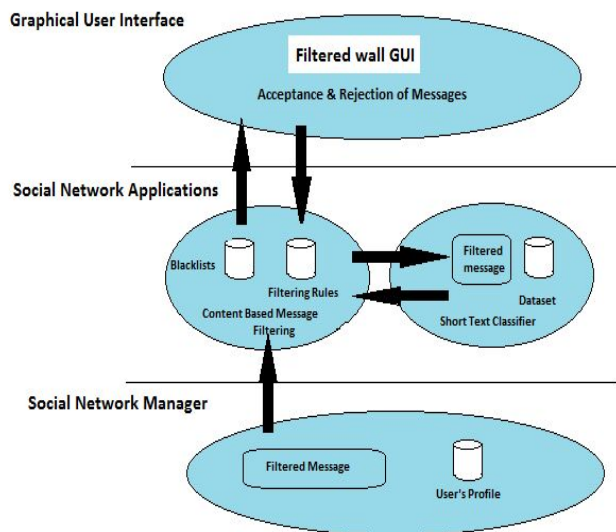 Graphical User Interface
Filtered wall GUI
Acceptance & Rejection of Messages
Social Network Applications
Blacklists
Filtering Rules
Content Based Message
Filtering
Filtered
message
Dataset
Short Text Classifier
Social Network Manager
Filtered Message
User's Profile